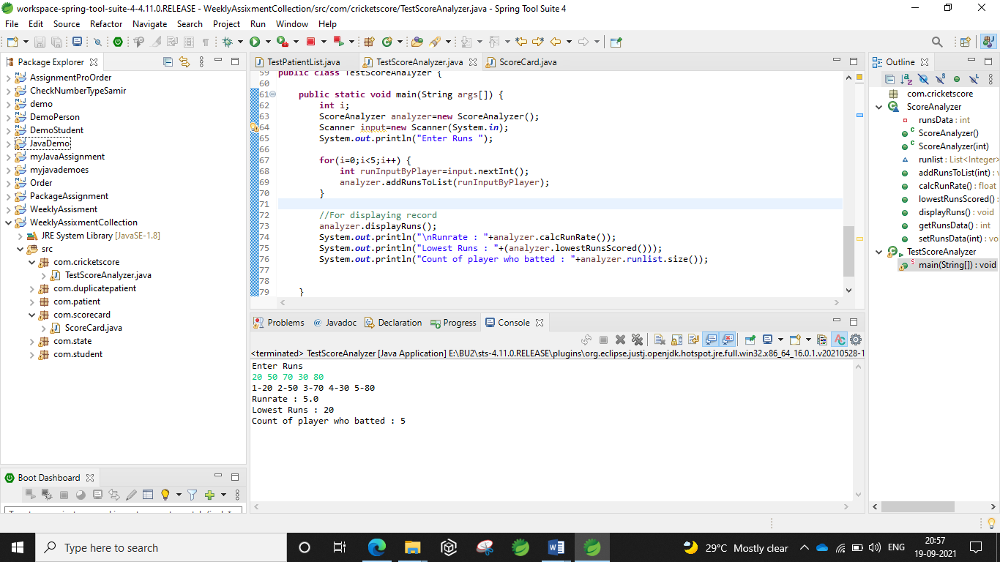 workspace-spring-tool-suite-4-4.11.0.RELEASE - WeeklyAssixmentCollection/src/com/cricketscore/TestScoreAnalyzer.java - Spring Tool Suite 4
File Edit Source Refactor Navigate Search Project Run Window Help
Package Explorer
AssignmentProOrder
CheckNumberTypeSamir
demo
DemoPerson
DemoStudent
JavaDemo
myJavaAssignment
myjavademoes
Order
PackageAssignment
WeeklyAssisment
WeeklyAssixmentCollection
JRE System Library [JavaSE-1.8]
src
com.cricketscore
TestScoreAnalyzer.java
com.duplicatepatient
com.patient
com.scorecard
ScoreCard.java
com.state
com.student
Boot Dashboard
TestPatientList.java TestScoreAnalyzer.java ScoreCard.java
59 public class TestScoreAnalyzer {
60
61 public static void main(String args[]) {
62 int i;
63 ScoreAnalyzer analyzer=new ScoreAnalyzer();
64 Scanner input=new Scanner(System.in);
65 System.out.println("Enter Runs ");
66
67 for(i=0;i<5;i++) {
68 int runInputByPlayer=input.nextInt();
69 analyzer.addRunsToList(runInputByPlayer);
70 }
71
72 //For displaying record
73 analyzer.displayRuns();
74 System.out.println("\nRunrate : "+analyzer.calcRunRate());
75 System.out.println("Lowest Runs : "+(analyzer.lowestRunsScored()));
76 System.out.println("Count of player who batted : "+analyzer.runlist.size());
77
78
79 }
Problems Javadoc Declaration Progress Console
<terminated> TestScoreAnalyzer [Java Application] E:\BU2\sts-4.11.0.RELEASE\plugins\org.eclipse.justj.openjdk.hotspot.jre.full.win32.x86_64_16.0.1.v20210528-1
Enter Runs
20 50 70 30 80
1-20 2-50 3-70 4-30 5-80
Runrate : 5.0
Lowest Runs : 20
Count of player who batted : 5
Outline
com.cricketscore
ScoreAnalyzer
runsData : int
ScoreAnalyzer()
ScoreAnalyzer(int)
runlist : List<Integer>
addRunsToList(int) : v
calcRunRate() : float
lowestRunsScored() :
displayRuns() : void
getRunsData() : int
setRunsData(int) : vo
TestScoreAnalyzer
main(String[]) : void
Type here to search
29°C Mostly clear
ENG
20:57
19-09-2021